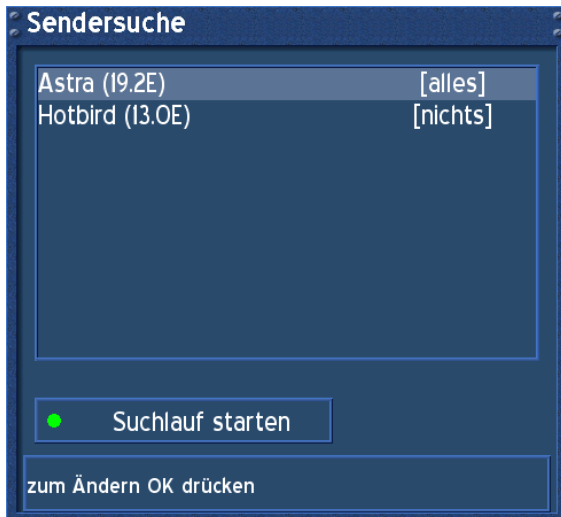 Sendersuche
Astra (19.2E) [alles]
Hotbird (13.0E) [nichts]
Suchlauf starten
zum Ändern OK drücken